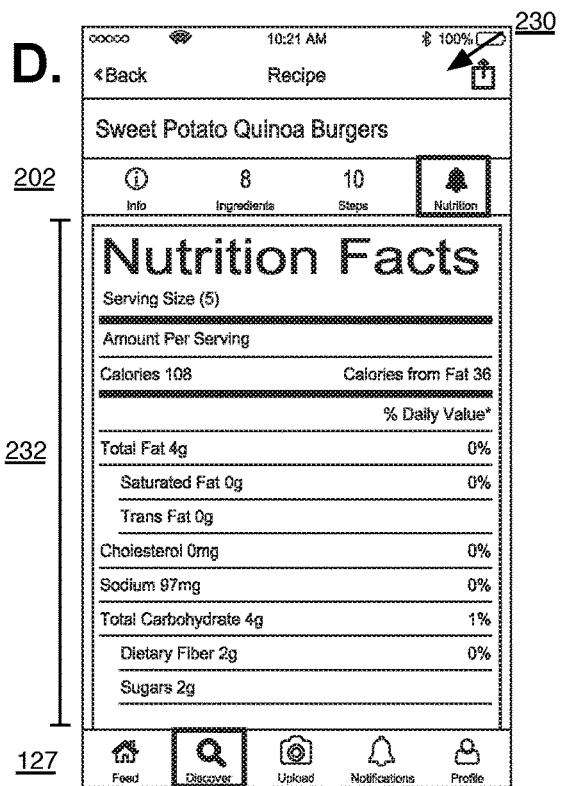 230
D.
10:21 AM 100%
Back Recipe
Sweet Potato Quinoa Burgers
202
8 10
Info Ingredients Steps Nutrition
Nutrition Facts
Serving Size (5)
Amount Per Serving
Calories 108 Calories from Fat 36
% Daily Value*
232
Total Fat 4g 0%
Saturated Fat 0g 0%
Trans Fat 0g
Cholesterol 0mg 0%
Sodium 97mg 0%
Total Carbohydrate 4g 1%
Dietary Fiber 2g 0%
Sugars 2g
127
Feed Discover Upload Notifications Profile